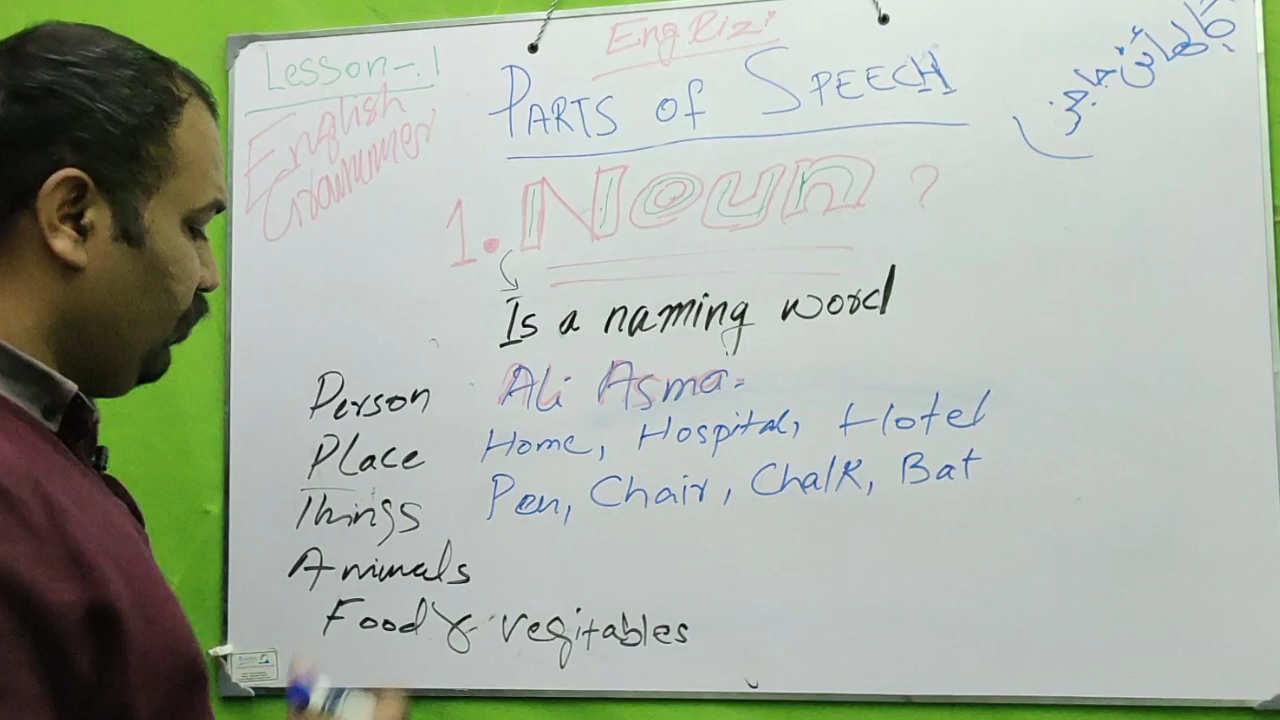 Lesson-1
English
Grammer
Eng Rizi
PARTS of SPEECH
1. Noun ?
Is a naming word
Person Ali Asma
Place Home, Hospital, Hotel
Things Pen, Chair, Chalk, Bat
Animals
Food & vegitables